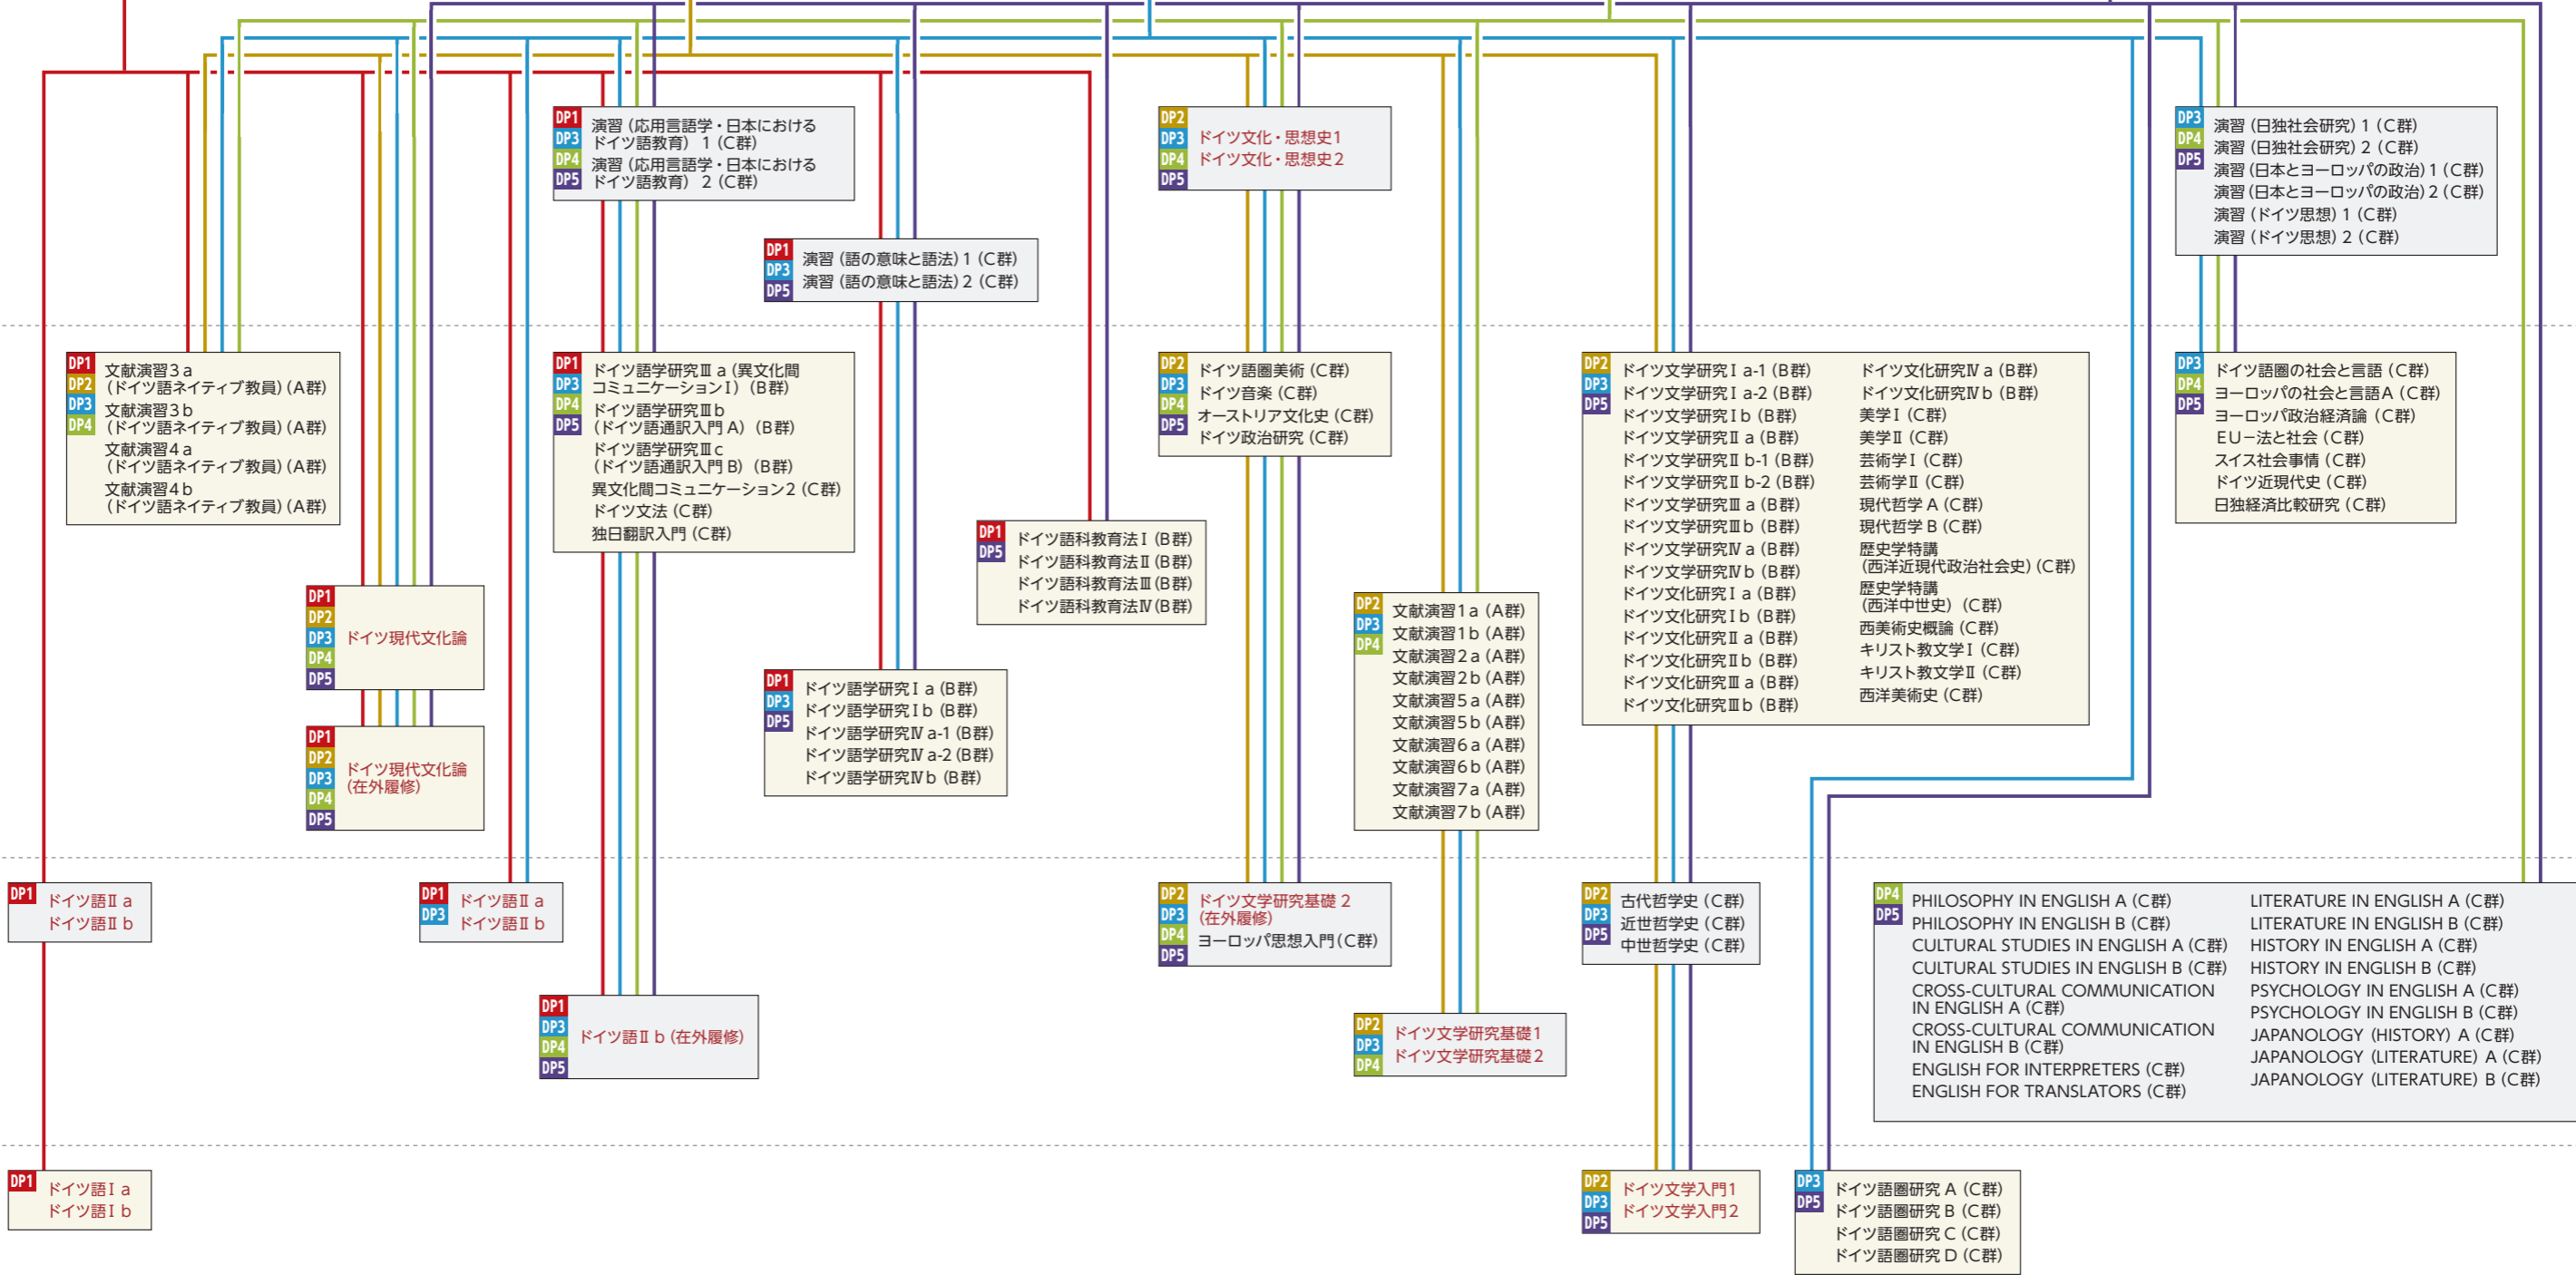 DP1
DP3
DP4
DP5
演習（応用言語学・日本における
ドイツ語教育） 1（C群）
演習（応用言語学・日本における
ドイツ語教育） 2（C群）
DP2
DP3
DP4
DP5
ドイツ文化・思想史1
ドイツ文化・思想史2
DP3
DP4
DP5
演習（日独社会研究）1（C群）
演習（日独社会研究）2（C群）
演習（日本とヨーロッパの政治）1（C群）
演習（日本とヨーロッパの政治）2（C群）
演習（ドイツ思想）1（C群）
演習（ドイツ思想）2（C群）
DP1
DP3
DP5
演習（語の意味と語法）1（C群）
演習（語の意味と語法）2（C群）
DP1
DP2
DP3
DP4
文献演習3a
（ドイツ語ネイティブ教員）（A群）
文献演習3b
（ドイツ語ネイティブ教員）（A群）
文献演習4a
（ドイツ語ネイティブ教員）（A群）
文献演習4b
（ドイツ語ネイティブ教員）（A群）
DP1
DP3
DP4
DP5
ドイツ語学研究Ⅲa（異文化間
コミュニケーションⅠ）（B群）
ドイツ語学研究Ⅲb
（ドイツ語通訳入門A）（B群）
ドイツ語学研究Ⅲc
（ドイツ語通訳入門B）（B群）
異文化間コミュニケーション2（C群）
ドイツ文法（C群）
独日翻訳入門（C群）
DP2
DP3
DP4
DP5
ドイツ語圏美術（C群）
ドイツ音楽（C群）
オーストリア文化史（C群）
ドイツ政治研究（C群）
DP2
DP3
DP5
ドイツ文学研究Ⅰa-1（B群）
ドイツ文学研究Ⅰa-2（B群）
ドイツ文学研究Ⅰb（B群）
ドイツ文学研究Ⅱa（B群）
ドイツ文学研究Ⅱb-1（B群）
ドイツ文学研究Ⅱb-2（B群）
ドイツ文学研究Ⅲa（B群）
ドイツ文学研究Ⅲb（B群）
ドイツ文学研究Ⅳa（B群）
ドイツ文学研究Ⅳb（B群）
ドイツ文化研究Ⅰa（B群）
ドイツ文化研究Ⅰb（B群）
ドイツ文化研究Ⅱa（B群）
ドイツ文化研究Ⅱb（B群）
ドイツ文化研究Ⅲa（B群）
ドイツ文化研究Ⅲb（B群）
ドイツ文化研究Ⅳa（B群）
ドイツ文化研究Ⅳb（B群）
美学Ⅰ（C群）
美学Ⅱ（C群）
芸術学Ⅰ（C群）
芸術学Ⅱ（C群）
現代哲学A（C群）
現代哲学B（C群）
歴史学特講
（西洋近現代政治社会史）（C群）
歴史学特講
（西洋中世史）（C群）
西美術史概論（C群）
キリスト教文学Ⅰ（C群）
キリスト教文学Ⅱ（C群）
西洋美術史（C群）
DP3
DP4
DP5
ドイツ語圏の社会と言語（C群）
ヨーロッパの社会と言語A（C群）
ヨーロッパ政治経済論（C群）
EU－法と社会（C群）
スイス社会事情（C群）
ドイツ近現代史（C群）
日独経済比較研究（C群）
DP1
DP5
ドイツ語科教育法Ⅰ（B群）
ドイツ語科教育法Ⅱ（B群）
ドイツ語科教育法Ⅲ（B群）
ドイツ語科教育法Ⅳ（B群）
DP1
DP2
DP3
DP4
DP5
ドイツ現代文化論
DP2
DP3
DP4
文献演習1a（A群）
文献演習1b（A群）
文献演習2a（A群）
文献演習2b（A群）
文献演習5a（A群）
文献演習5b（A群）
文献演習6a（A群）
文献演習6b（A群）
文献演習7a（A群）
文献演習7b（A群）
DP1
DP3
DP5
ドイツ語学研究Ⅰa（B群）
ドイツ語学研究Ⅰb（B群）
ドイツ語学研究Ⅳa-1（B群）
ドイツ語学研究Ⅳa-2（B群）
ドイツ語学研究Ⅳb（B群）
DP1
DP2
DP3
DP4
DP5
ドイツ現代文化論
（在外履修）
DP1
ドイツ語Ⅱa
ドイツ語Ⅱb
DP1
DP3
ドイツ語Ⅱa
ドイツ語Ⅱb
DP2
DP3
DP4
DP5
ドイツ文学研究基礎2
（在外履修）
ヨーロッパ思想入門（C群）
DP2
DP3
DP5
古代哲学史（C群）
近世哲学史（C群）
中世哲学史（C群）
DP4
DP5
PHILOSOPHY IN ENGLISH A（C群）
PHILOSOPHY IN ENGLISH B（C群）
CULTURAL STUDIES IN ENGLISH A（C群）
CULTURAL STUDIES IN ENGLISH B（C群）
CROSS-CULTURAL COMMUNICATION
IN ENGLISH A（C群）
CROSS-CULTURAL COMMUNICATION
IN ENGLISH B（C群）
ENGLISH FOR INTERPRETERS（C群）
ENGLISH FOR TRANSLATORS（C群）
LITERATURE IN ENGLISH A（C群）
LITERATURE IN ENGLISH B（C群）
HISTORY IN ENGLISH A（C群）
HISTORY IN ENGLISH B（C群）
PSYCHOLOGY IN ENGLISH A（C群）
PSYCHOLOGY IN ENGLISH B（C群）
JAPANOLOGY (HISTORY) A（C群）
JAPANOLOGY (LITERATURE) A（C群）
JAPANOLOGY (LITERATURE) B（C群）
DP1
DP3
DP4
DP5
ドイツ語Ⅱb（在外履修）
DP2
DP3
DP4
ドイツ文学研究基礎1
ドイツ文学研究基礎2
DP1
ドイツ語Ⅰa
ドイツ語Ⅰb
DP2
DP3
DP5
ドイツ文学入門1
ドイツ文学入門2
DP3
DP5
ドイツ語圏研究A（C群）
ドイツ語圏研究B（C群）
ドイツ語圏研究C（C群）
ドイツ語圏研究D（C群）